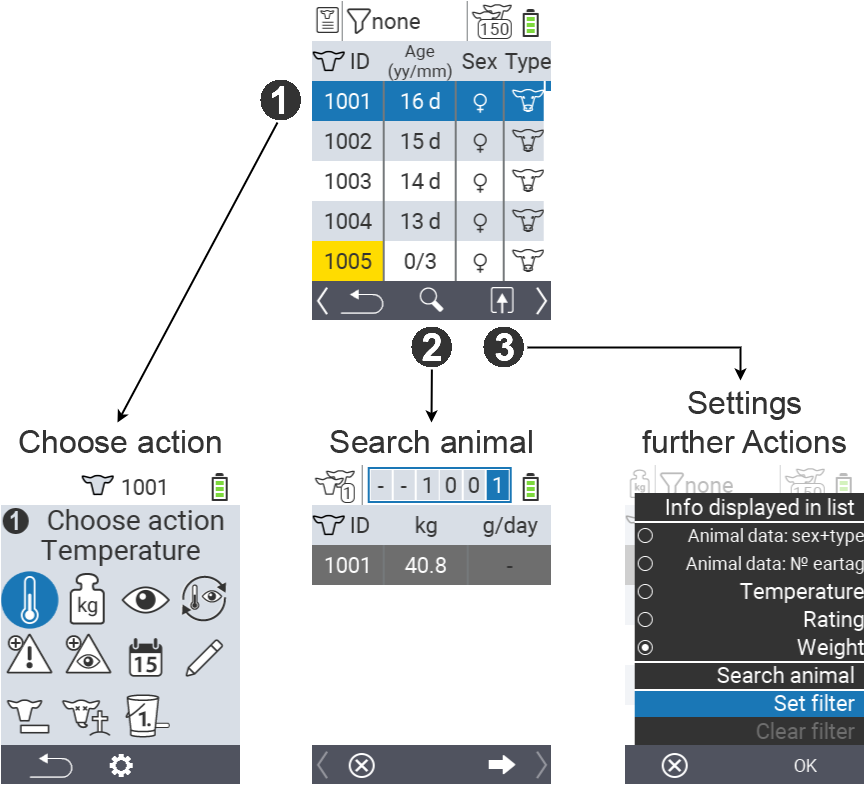 none 150
ID Age (yy/mm) Sex Type
1001 16 d ♀
1 1002 15 d ♀
1003 14 d ♀
1004 13 d ♀
1005 0/3 ♀
2 3
Choose action
1001
1 Choose action
Temperature
kg
15
1.
Search animal
1 - - 1 0 0 1
ID kg g/day
1001 40.8 -
Settings
further Actions
kg none 150
Info displayed in list
Animal data: sex+type
Animal data: Nº eartag
Temperature
Rating
Weight
Search animal
Set filter
Clear filter
OK